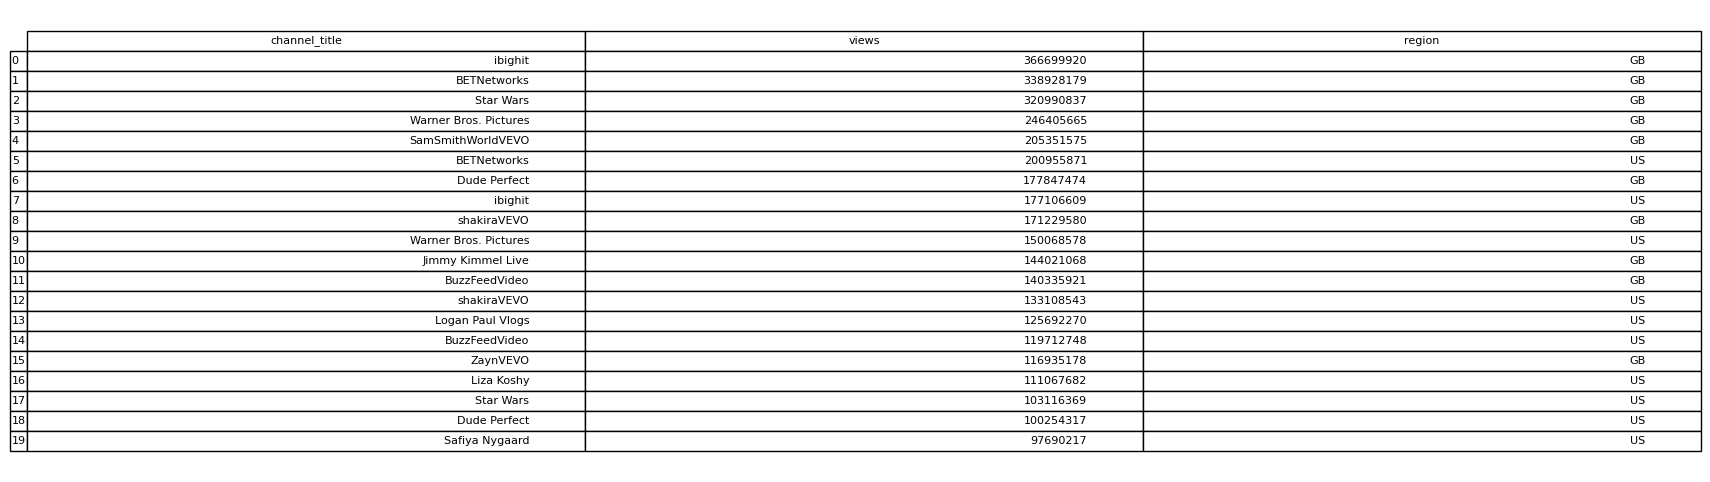 channel_title views region
0 ibighit 366699920 GB
1 BETNetworks 338928179 GB
2 Star Wars 320990837 GB
3 Warner Bros. Pictures 246405665 GB
4 SamSmithWorldVEVO 205351575 GB
5 BETNetworks 200955871 US
6 Dude Perfect 177847474 GB
7 ibighit 177106609 US
8 shakiraVEVO 171229580 GB
9 Warner Bros. Pictures 150068578 US
10 Jimmy Kimmel Live 144021068 GB
11 BuzzFeedVideo 140335921 GB
12 shakiraVEVO 133108543 US
13 Logan Paul Vlogs 125692270 US
14 BuzzFeedVideo 119712748 US
15 ZaynVEVO 116935178 GB
16 Liza Koshy 111067682 US
17 Star Wars 103116369 US
18 Dude Perfect 100254317 US
19 Safiya Nygaard 97690217 US